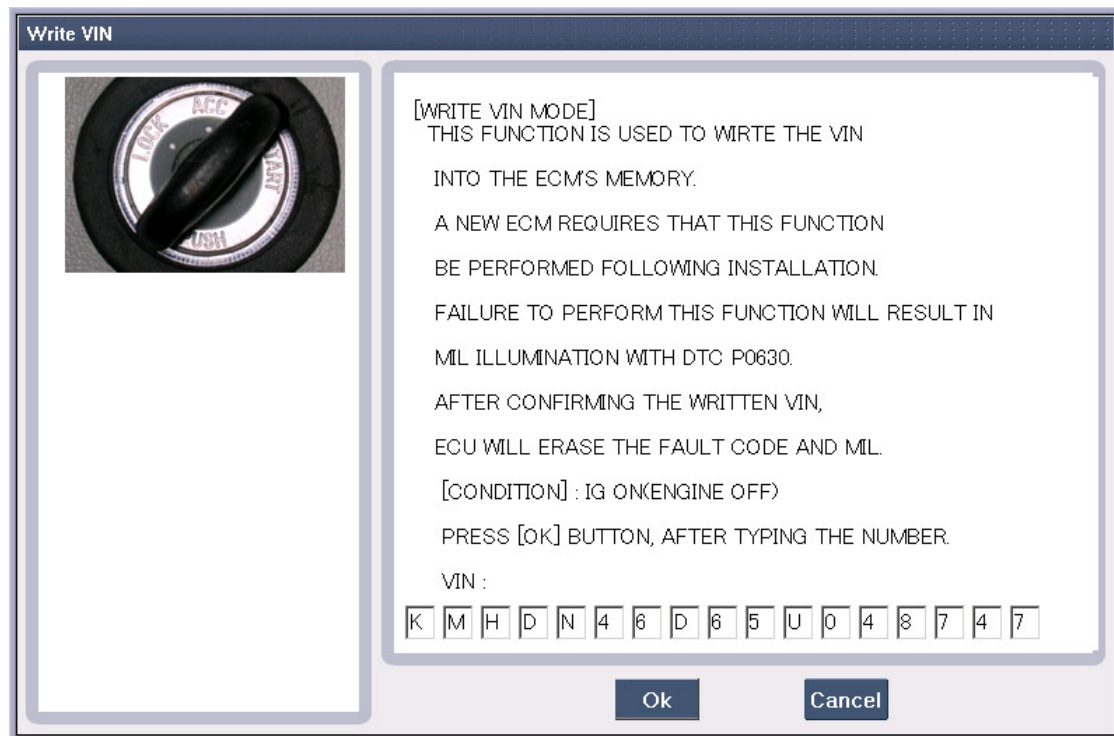 Write VIN
LOCK
ACC
START
PUSH
[WRITE VIN MODE]
THIS FUNCTION IS USED TO WIRTE THE VIN
INTO THE ECM'S MEMORY.
A NEW ECM REQUIRES THAT THIS FUNCTION
BE PERFORMED FOLLOWING INSTALLATION.
FAILURE TO PERFORM THIS FUNCTION WILL RESULT IN
MIL ILLUMINATION WITH DTC P0630.
AFTER CONFIRMING THE WRITTEN VIN,
ECU WILL ERASE THE FAULT CODE AND MIL.
[CONDITION] : IG ON(ENGINE OFF)
PRESS [OK] BUTTON, AFTER TYPING THE NUMBER.
VIN :
K M H D N 4 6 D 6 5 U 0 4 8 7 4 7
Ok
Cancel